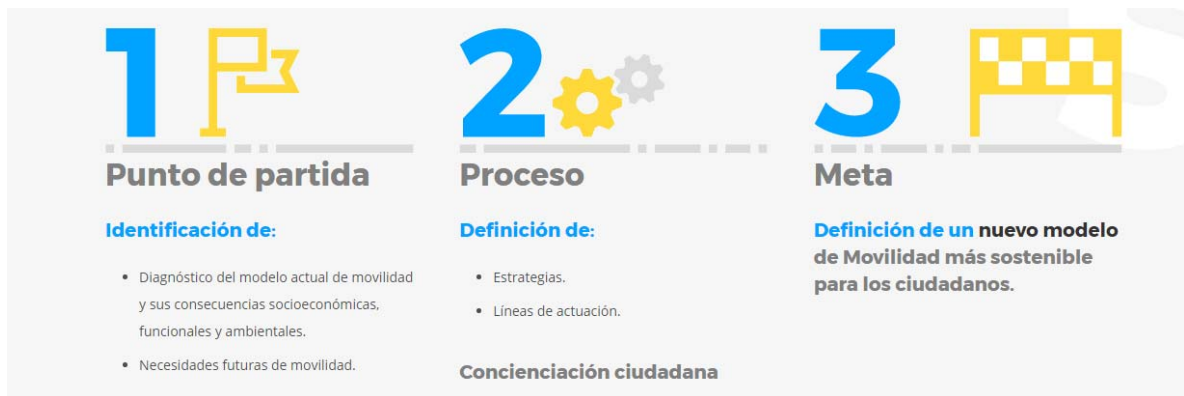 1
Punto de partida
Identificación de:
• Diagnóstico del modelo actual de movilidad
y sus consecuencias socioeconómicas,
funcionales y ambientales.
• Necesidades futuras de movilidad.
2
Proceso
Definición de:
• Estrategias.
• Líneas de actuación.
Concienciación ciudadana
3
Meta
Definición de un nuevo modelo
de Movilidad más sostenible
para los ciudadanos.